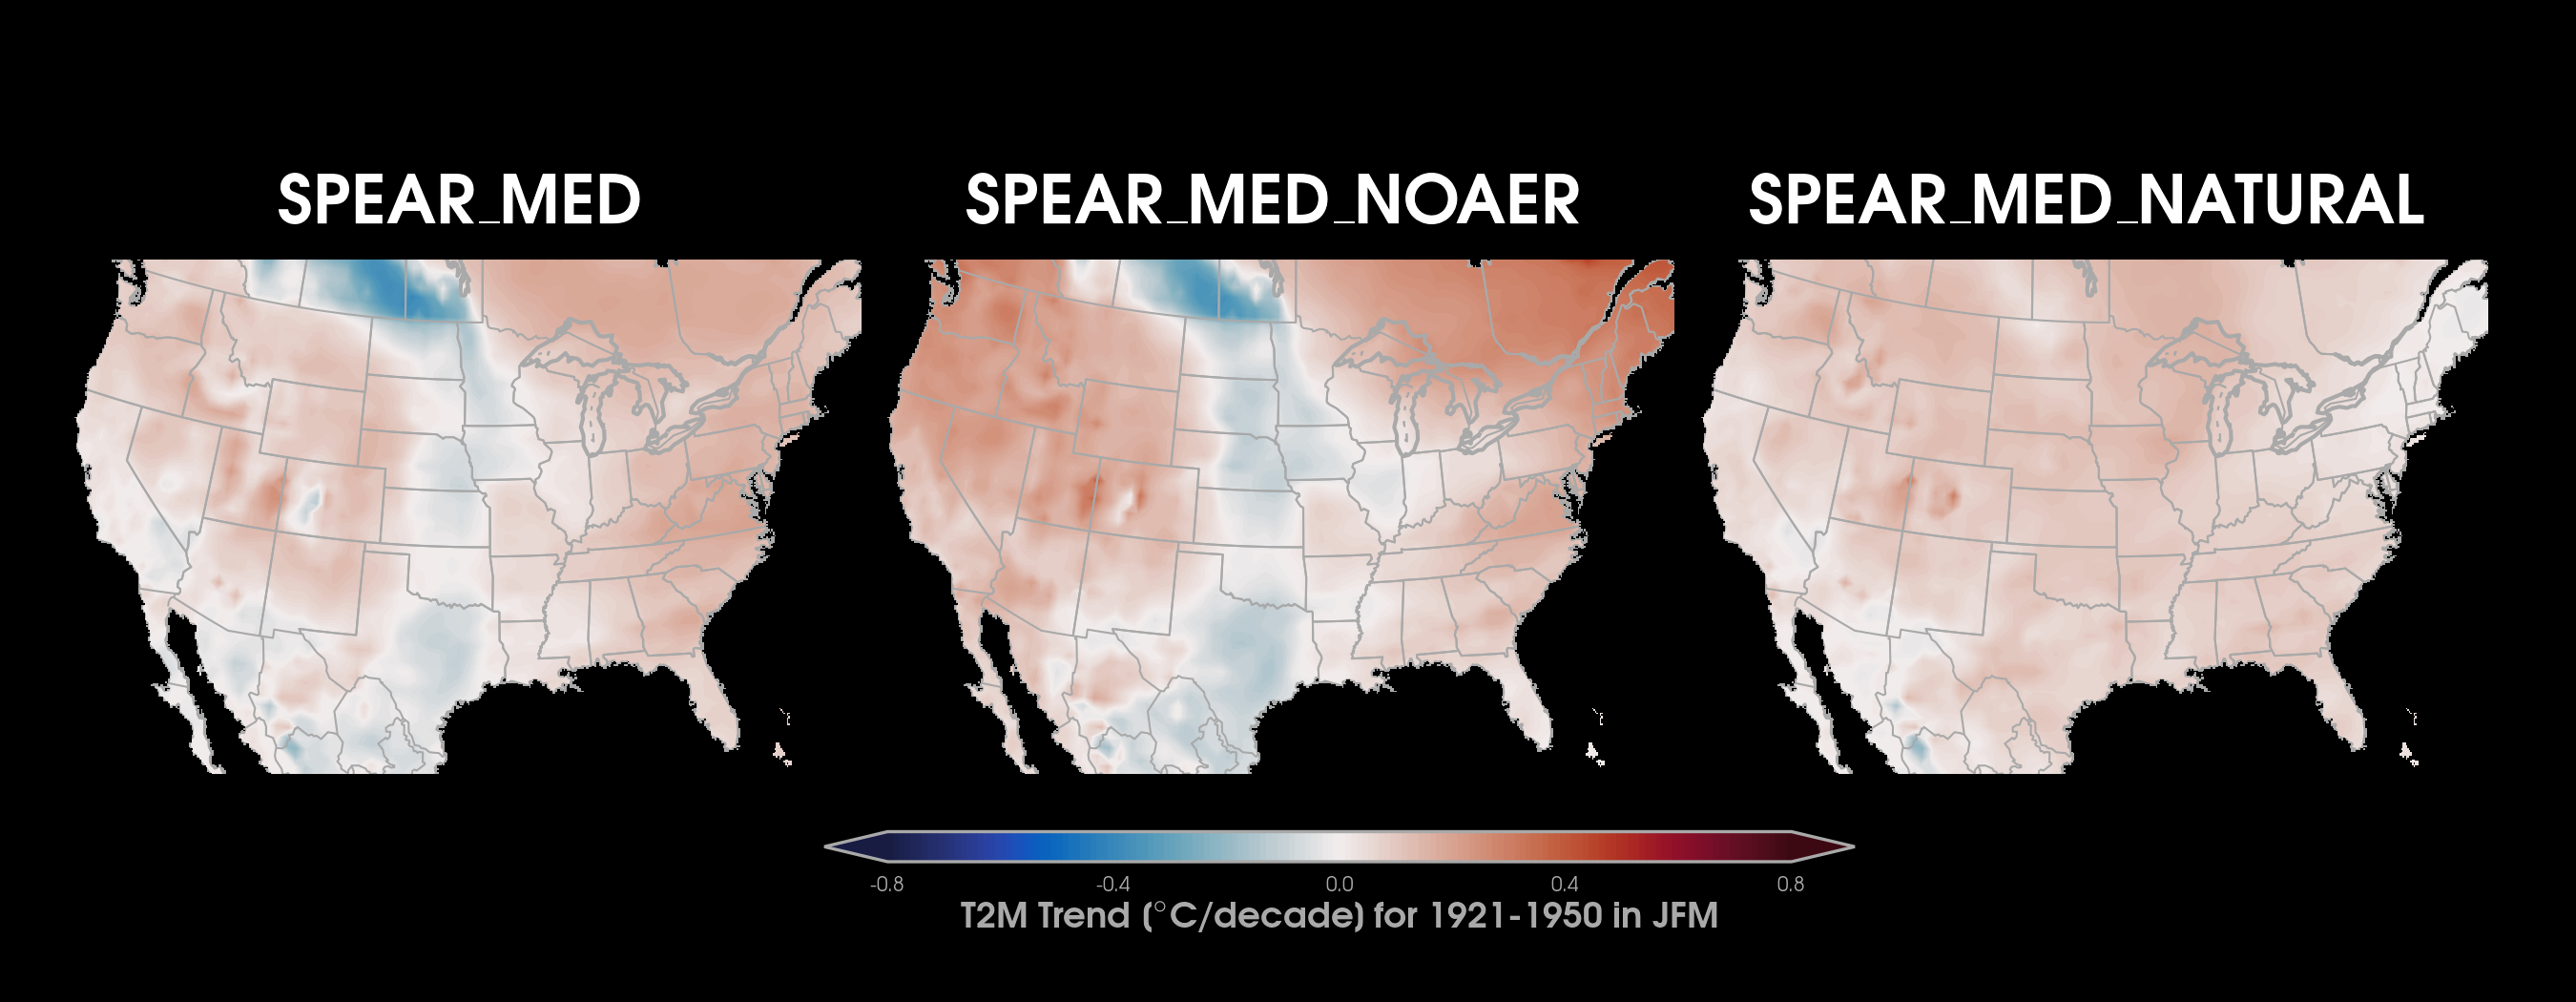 SPEAR_MED
SPEAR_MED_NOAER
SPEAR_MED_NATURAL
-0.8 -0.4 0.0 0.4 0.8
T2M Trend (°C/decade) for 1921-1950 in JFM